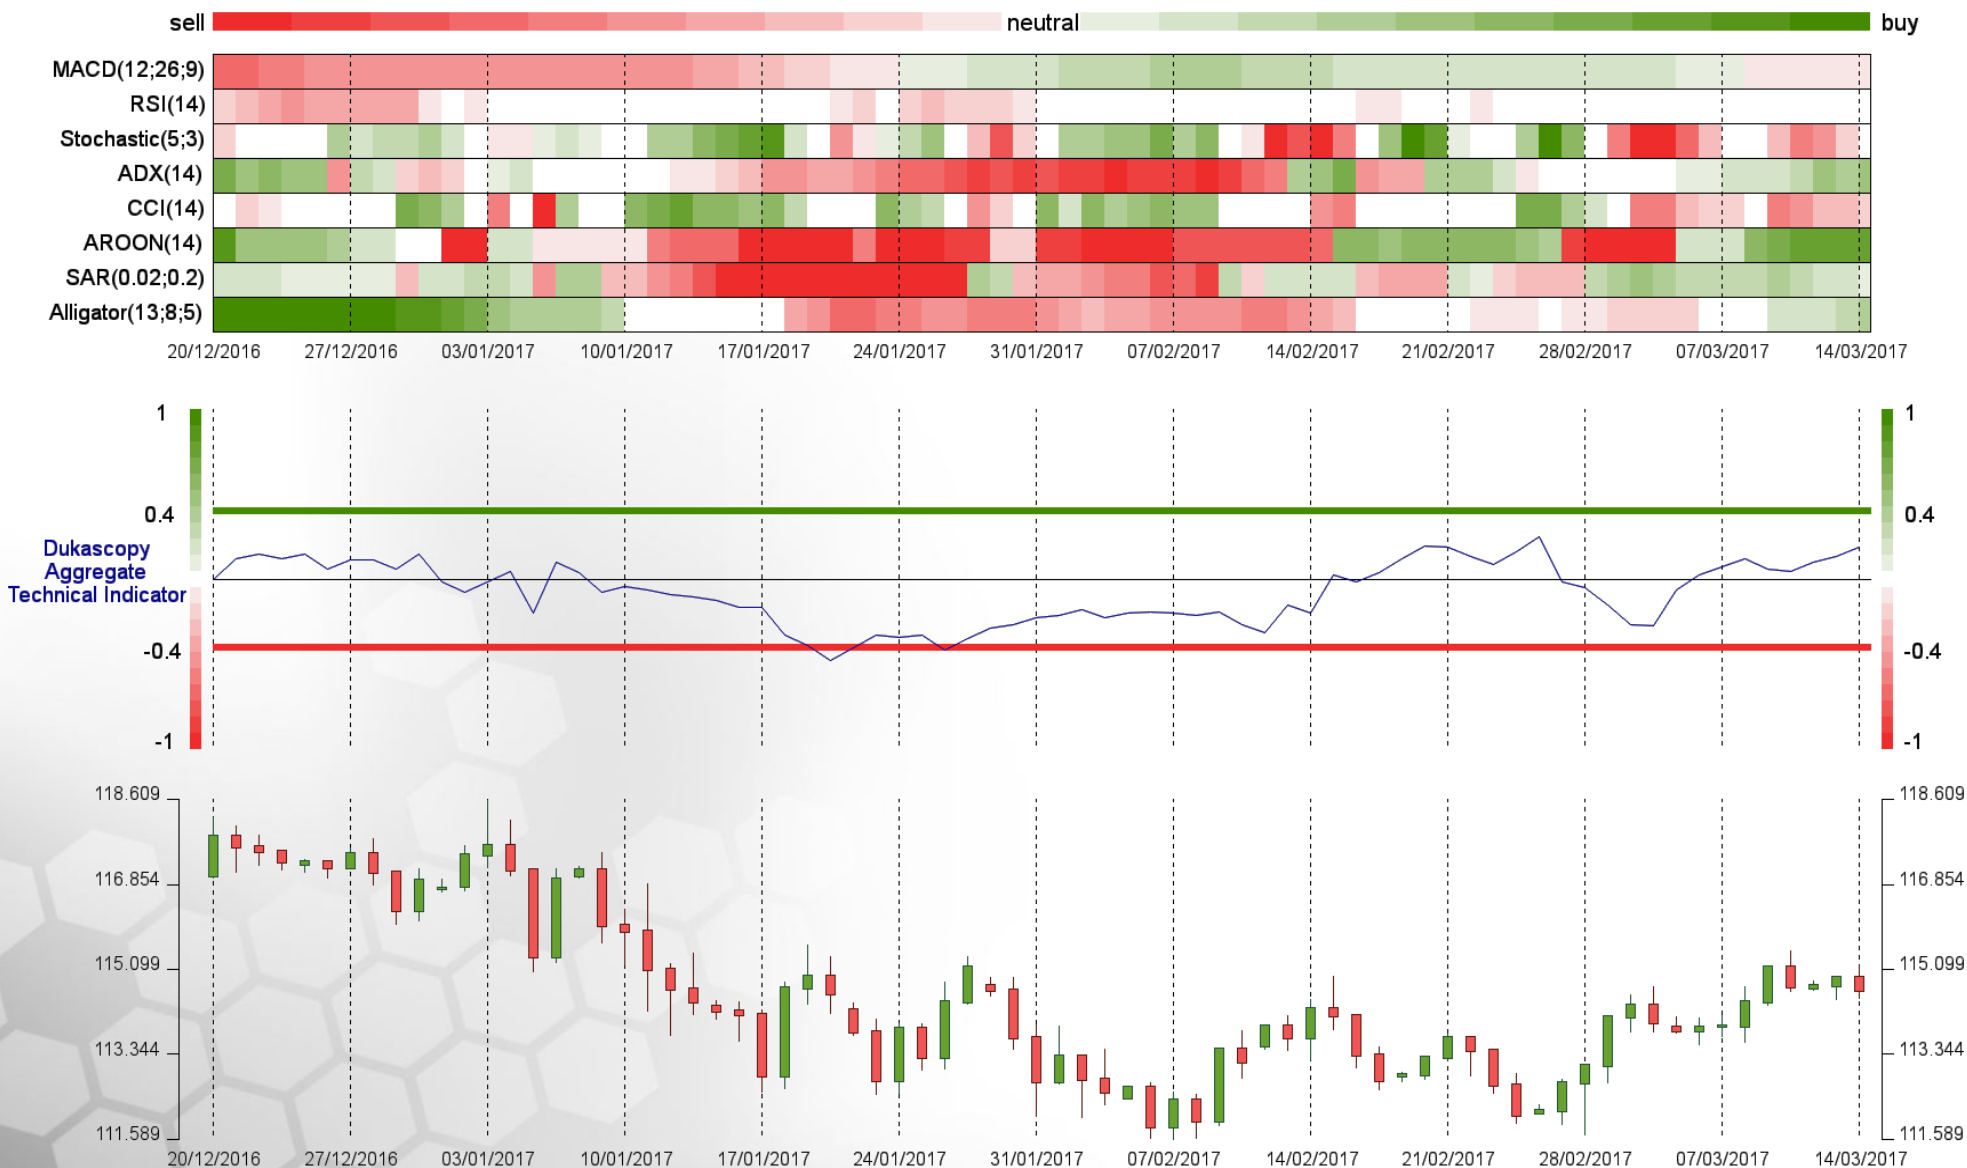 sell neutral buy
MACD(12;26;9)
RSI(14)
Stochastic(5;3)
ADX(14)
CCI(14)
AROON(14)
SAR(0.02;0.2)
Alligator(13;8;5)
20/12/2016 27/12/2016 03/01/2017 10/01/2017 17/01/2017 24/01/2017 31/01/2017 07/02/2017 14/02/2017 21/02/2017 28/02/2017 07/03/2017 14/03/2017
1 1
0.4 0.4
Dukascopy
Aggregate
Technical Indicator
-0.4 -0.4
-1 -1
118.609 118.609
116.854 116.854
115.099 115.099
113.344 113.344
111.589 111.589
20/12/2016 27/12/2016 03/01/2017 10/01/2017 17/01/2017 24/01/2017 31/01/2017 07/02/2017 14/02/2017 21/02/2017 28/02/2017 07/03/2017 14/03/2017